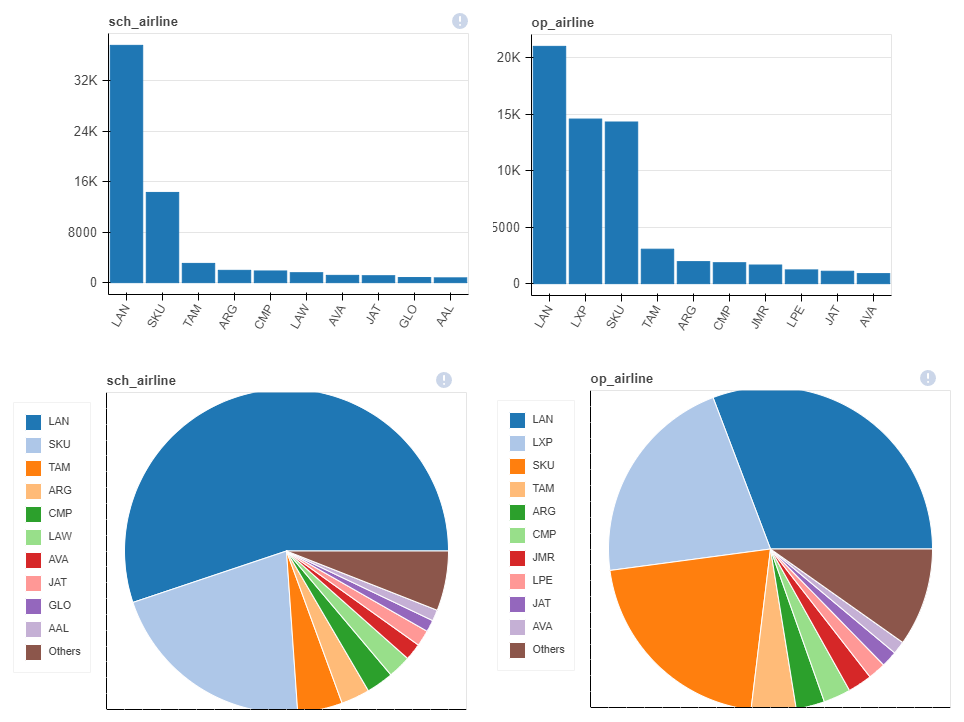 sch_airline
32K
24K
16K
8000
0
LAN SKU TAM ARG CMP LAW AVA JAT GLO AAL
op_airline
20K
15K
10K
5000
0
LAN LXP SKU TAM ARG CMP JMR LPE JAT AVA
sch_airline
LAN
SKU
TAM
ARG
CMP
LAW
AVA
JAT
GLO
AAL
Others
op_airline
LAN
LXP
SKU
TAM
ARG
CMP
JMR
LPE
JAT
AVA
Others